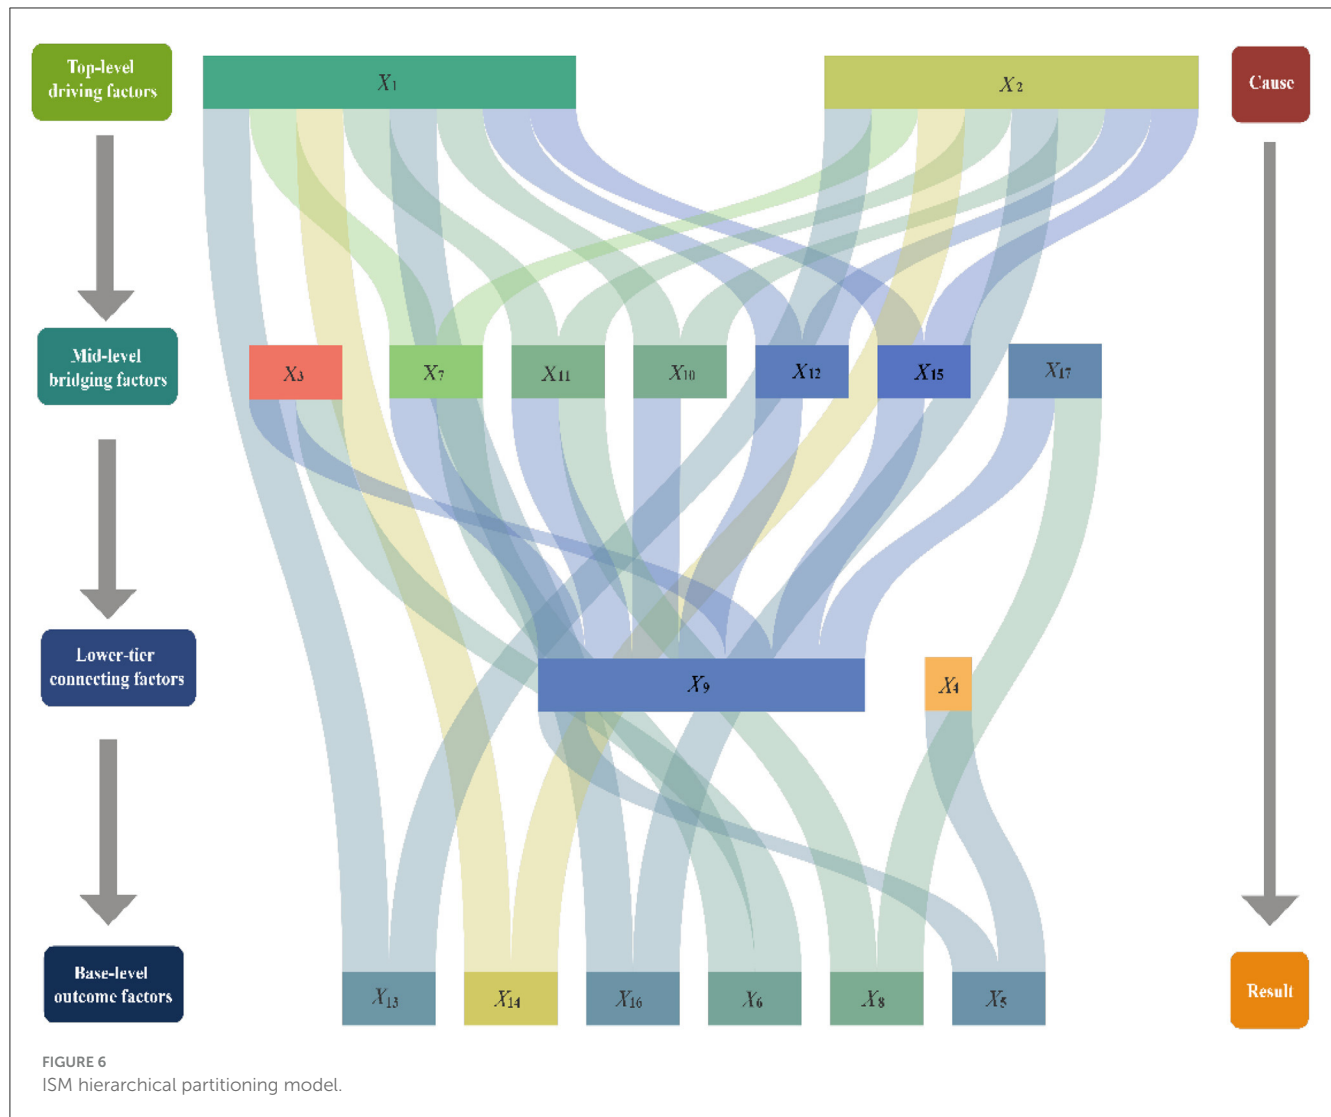 Top-level
driving factors
X1
X2
Cause
Mid-level
bridging factors
X3
X7
X11
X10
X12
X15
X17
Lower-tier
connecting factors
X9
X4
Base-level
outcome factors
X13
X14
X16
X6
X8
X5
Result
FIGURE 6
ISM hierarchical partitioning model.